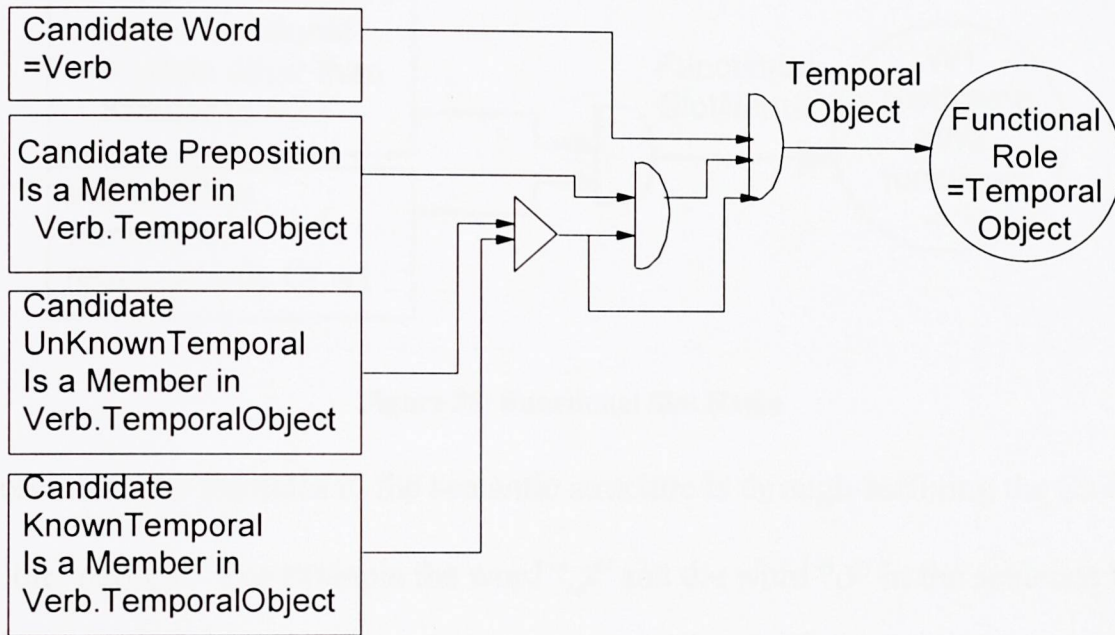 Candidate Word
=Verb
Candidate Preposition
Is a Member in
Verb.TemporalObject
Candidate
UnKnownTemporal
Is a Member in
Verb.TemporalObject
Candidate
KnownTemporal
Is a Member in
Verb.TemporalObject
Temporal
Object
Functional
Role
=Temporal
Object